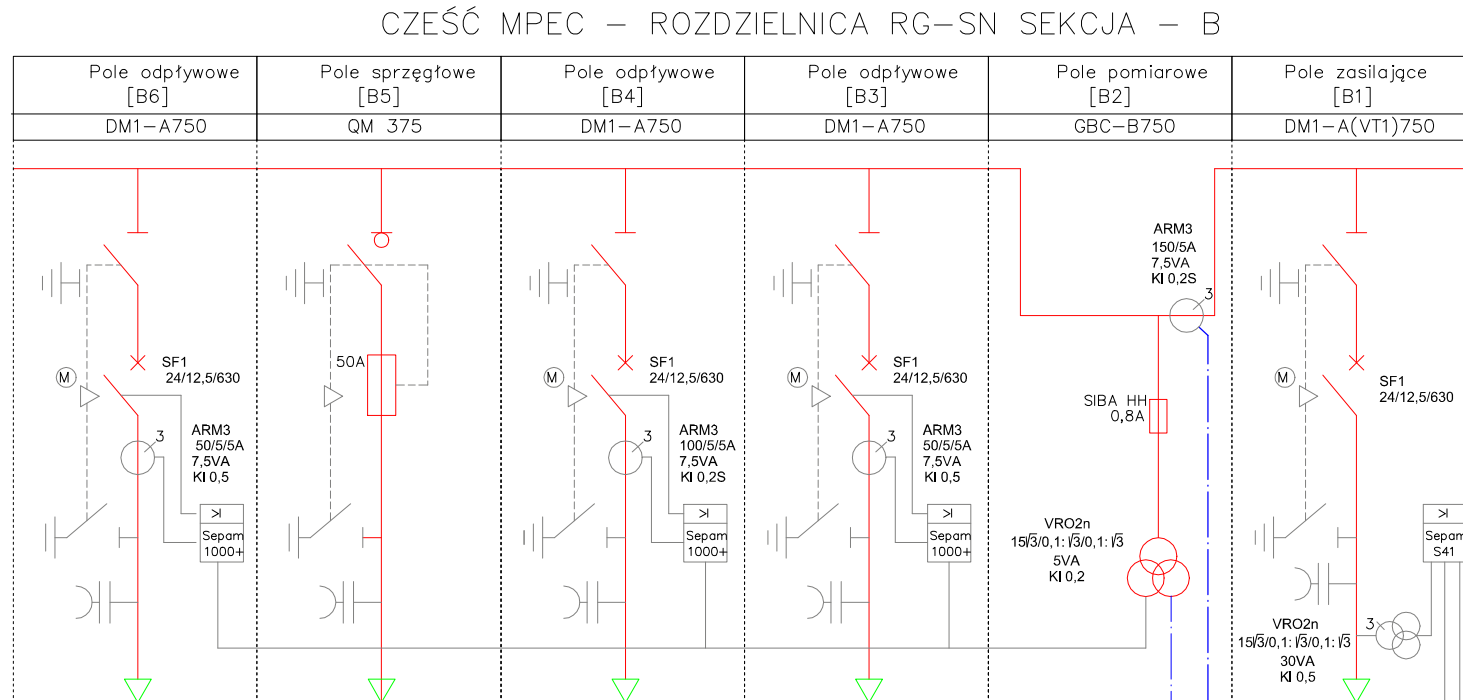 CZEŚĆ MPEC – ROZDZIELNICA RG–SN SEKCJA – B
Pole odpływowe
[B6]
DM1–A750
Pole sprzęgłowe
[B5]
QM 375
Pole odpływowe
[B4]
DM1–A750
Pole odpływowe
[B3]
DM1–A750
Pole pomiarowe
[B2]
GBC–B750
Pole zasilające
[B1]
DM1–A(VT1)750
M
SF1
24/12,5/630
3
ARM3
50/5/5A
7,5VA
Kl 0,5
>I
Sepam
1000+
50A
M
SF1
24/12,5/630
3
ARM3
100/5/5A
7,5VA
Kl 0,2S
>I
Sepam
1000+
M
SF1
24/12,5/630
3
ARM3
50/5/5A
7,5VA
Kl 0,5
>I
Sepam
1000+
ARM3
150/5A
7,5VA
Kl 0,2S
3
SIBA HH
0,8A
VRO2n
15/√3/0,1:√3/0,1:√3
5VA
Kl 0,2
M
SF1
24/12,5/630
>I
Sepam
S41
VRO2n
15/√3/0,1:√3/0,1:√3
30VA
Kl 0,5
3